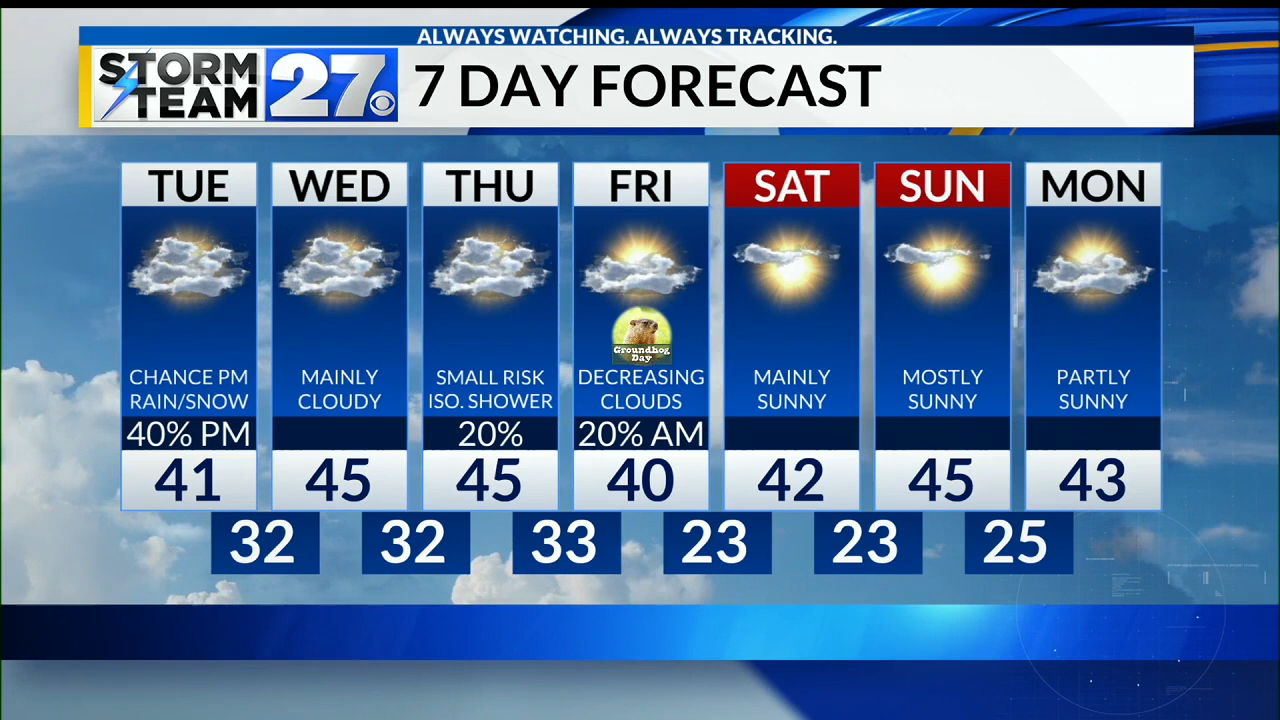 ALWAYS WATCHING. ALWAYS TRACKING.
STORM
TEAM
27
7 DAY FORECAST
TUE
WED
THU
FRI
SAT
SUN
MON
Groundhog
Day
CHANCE PM
RAIN/SNOW
MAINLY
CLOUDY
SMALL RISK
ISO. SHOWER
DECREASING
CLOUDS
MAINLY
SUNNY
MOSTLY
SUNNY
PARTLY
SUNNY
40% PM
20%
20% AM
41
45
45
40
42
45
43
32
32
33
23
23
25